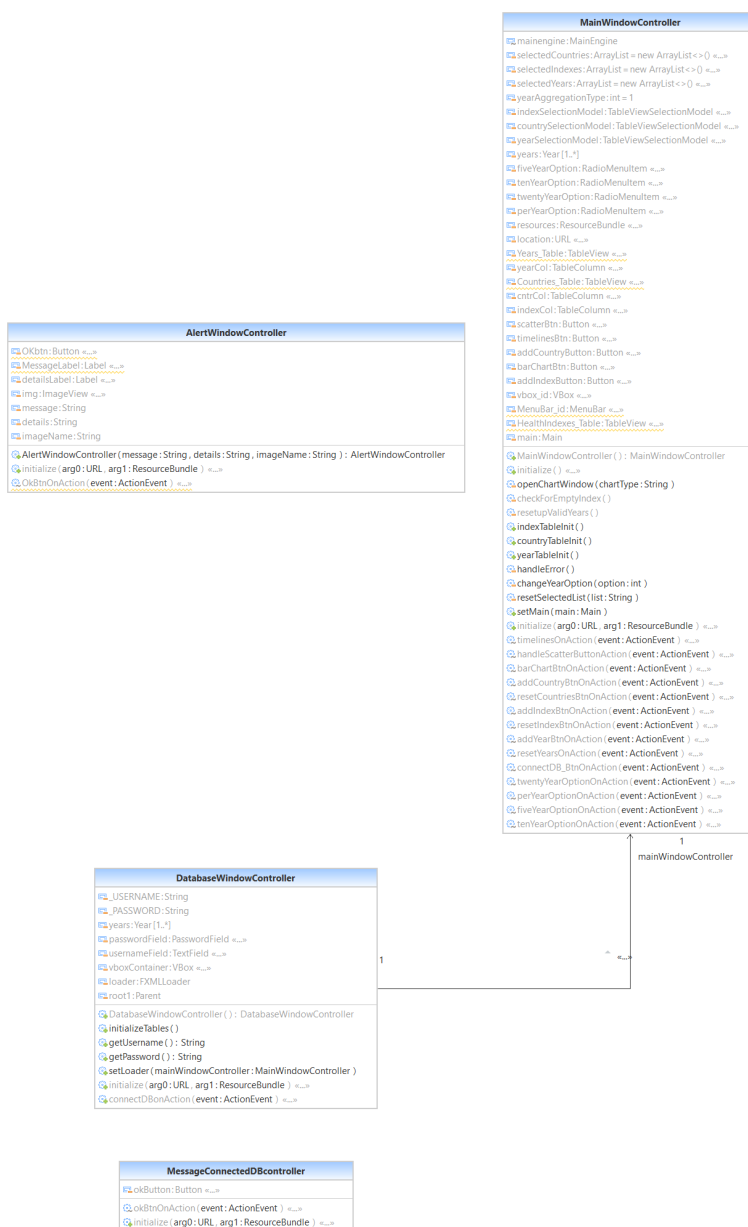 MainWindowController
mainengine:MainEngine
selectedCountries:ArrayList = new ArrayList<>() «...»
selectedIndexes:ArrayList = new ArrayList<>() «...»
selectedYears:ArrayList = new ArrayList<>() «...»
yearAggregationType:int = 1
indexSelectionModel:TableViewSelectionModel «...»
countrySelectionModel:TableViewSelectionModel «...»
yearSelectionModel:TableViewSelectionModel «...»
years:Year [1..*]
fiveYearOption:RadioMenuItem «...»
tenYearOption:RadioMenuItem «...»
twentyYearOption:RadioMenuItem «...»
perYearOption:RadioMenuItem «...»
resources:ResourceBundle «...»
location:URL «...»
Years_Table:TableView «...»
yearCol:TableColumn «...»
Countries_Table:TableView «...»
cntrCol:TableColumn «...»
indexCol:TableColumn «...»
scatterBtn:Button «...»
timelinesBtn:Button «...»
addCountryButton:Button «...»
barChartBtn:Button «...»
addIndexButton:Button «...»
vbox_id:VBox «...»
MenuBar_id:MenuBar «...»
HealthIndexes_Table:TableView «...»
main:Main
MainWindowController ( ) : MainWindowController
initialize ( ) «...»
openChartWindow ( chartType : String )
checkForEmptyIndex ( )
resetupValidYears ( )
indexTableInit ( )
countryTableInit ( )
yearTableInit ( )
handleError ( )
changeYearOption ( option : int )
resetSelectedList ( list : String )
setMain ( main : Main )
initialize ( arg0 : URL , arg1 : ResourceBundle ) «...»
timelinesOnAction ( event : ActionEvent ) «...»
handleScatterButtonAction ( event : ActionEvent ) «...»
barChartBtnOnAction ( event : ActionEvent ) «...»
addCountryBtnOnAction ( event : ActionEvent ) «...»
resetCountriesBtnOnAction ( event : ActionEvent ) «...»
addIndexBtnOnAction ( event : ActionEvent ) «...»
resetIndexBtnOnAction ( event : ActionEvent ) «...»
addYearBtnOnAction ( event : ActionEvent ) «...»
resetYearsOnAction ( event : ActionEvent ) «...»
connectDB_BtnOnAction ( event : ActionEvent ) «...»
twentyYearOptionOnAction ( event : ActionEvent ) «...»
perYearOptionOnAction ( event : ActionEvent ) «...»
fiveYearOptionOnAction ( event : ActionEvent ) «...»
tenYearOptionOnAction ( event : ActionEvent ) «...»
AlertWindowController
OKbtn:Button «...»
MessageLabel:Label «...»
detailsLabel:Label «...»
img:ImageView «...»
message:String
details:String
imageName:String
AlertWindowController ( message : String , details : String , imageName : String ) : AlertWindowController
initialize ( arg0 : URL , arg1 : ResourceBundle ) «...»
OkBtnOnAction ( event : ActionEvent ) «...»
1
mainWindowController
DatabaseWindowController
_USERNAME:String
_PASSWORD:String
years:Year [1..*]
passwordField:PasswordField «...»
usernameField:TextField «...»
vboxContainer:VBox «...»
loader:FXMLLoader
root1:Parent
DatabaseWindowController ( ) : DatabaseWindowController
initializeTables ( )
getUsername ( ) : String
getPassword ( ) : String
setLoader ( mainWindowController : MainWindowController )
initialize ( arg0 : URL , arg1 : ResourceBundle ) «...»
connectDBonAction ( event : ActionEvent ) «...»
1
«...»
MessageConnectedDBcontroller
okButton:Button «...»
okBtnOnAction ( event : ActionEvent ) «...»
initialize ( arg0 : URL , arg1 : ResourceBundle ) «...»